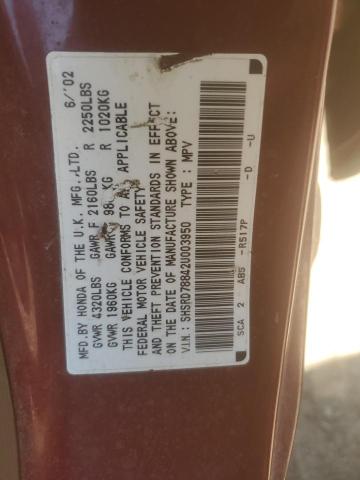 MFD.BY HONDA OF THE U.K. MFG.,LTD. 6/'02
GVWR 4320LBS GAWR F 2160LBS R 2250LBS
GVWR 1960KG GAWR 98 KG R 1020KG
THIS VEHICLE CONFORMS TO A APPLICABLE
FEDERAL MOTOR VEHICLE SAFETY
AND THEFT PREVENTION STANDARDS IN EFFECT
ON THE DATE OF MANUFACTURE SHOWN ABOVE.
V.I.N.: SHSRD78842U003950 TYPE: MPV
SCA 2 ABS -R517P -D -U